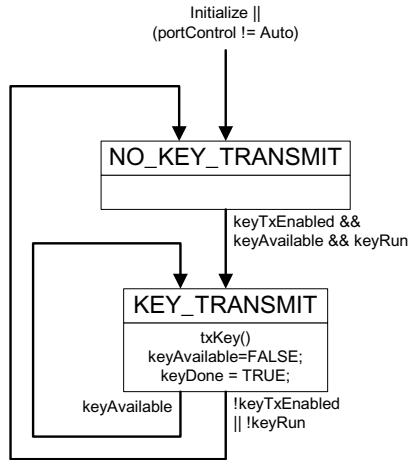 Initialize ||
(portControl != Auto)
NO_KEY_TRANSMIT
keyTxEnabled &&
keyAvailable && keyRun
KEY_TRANSMIT
txKey()
keyAvailable=FALSE;
keyDone = TRUE;
keyAvailable
!keyTxEnabled
|| !keyRun